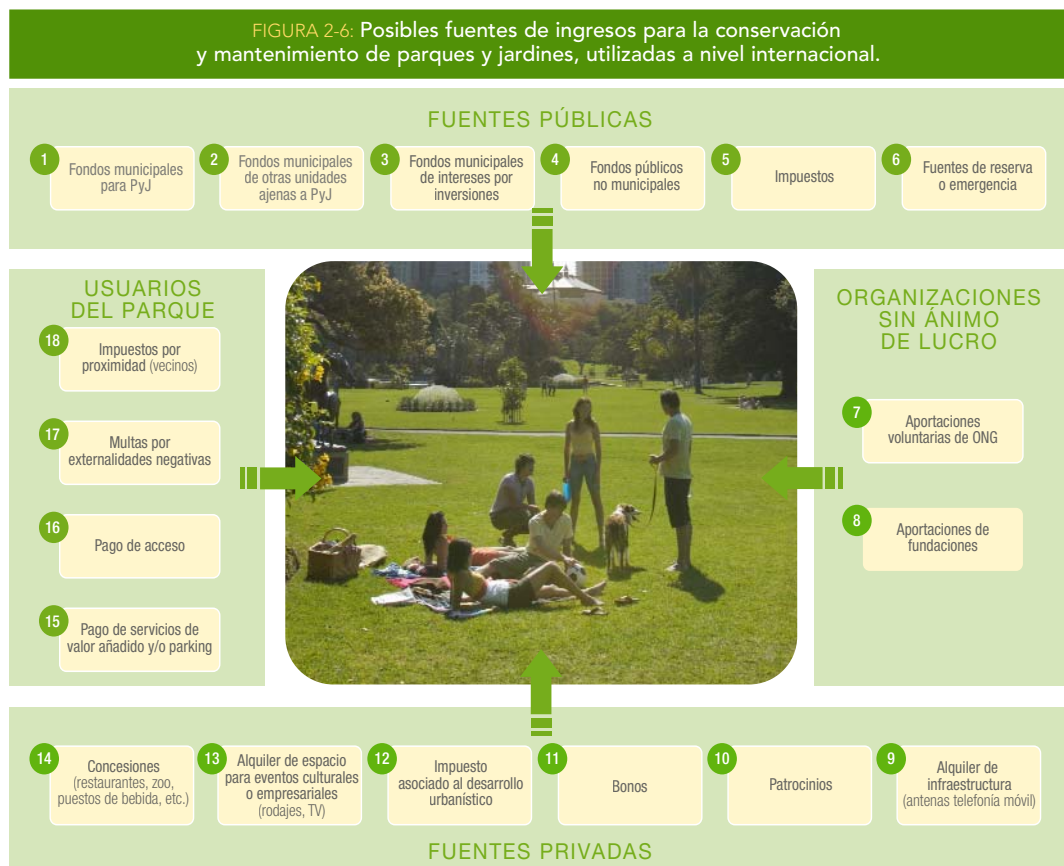 FIGURA 2-6: Posibles fuentes de ingresos para la conservación
y mantenimiento de parques y jardines, utilizadas a nivel internacional.
FUENTES PÚBLICAS
1
Fondos municipales
para PyJ
2
Fondos municipales
de otras unidades
ajenas a PyJ
3
Fondos municipales
de intereses por
inversiones
4
Fondos públicos
no municipales
5
Impuestos
6
Fuentes de reserva
o emergencia
USUARIOS
DEL PARQUE
18
Impuestos por
proximidad (vecinos)
17
Multas por
externalidades negativas
16
Pago de acceso
15
Pago de servicios de
valor añadido y/o parking
ORGANIZACIONES
SIN ÁNIMO
DE LUCRO
7
Aportaciones
voluntarias de ONG
8
Aportaciones de
fundaciones
14
Concesiones
(restaurantes, zoo,
puestos de bebida, etc.)
13
Alquiler de espacio
para eventos culturales
o empresariales
(rodajes, TV)
12
Impuesto
asociado al desarrollo
urbanístico
11
Bonos
10
Patrocinios
9
Alquiler de
infraestructura
(antenas telefonía móvil)
FUENTES PRIVADAS